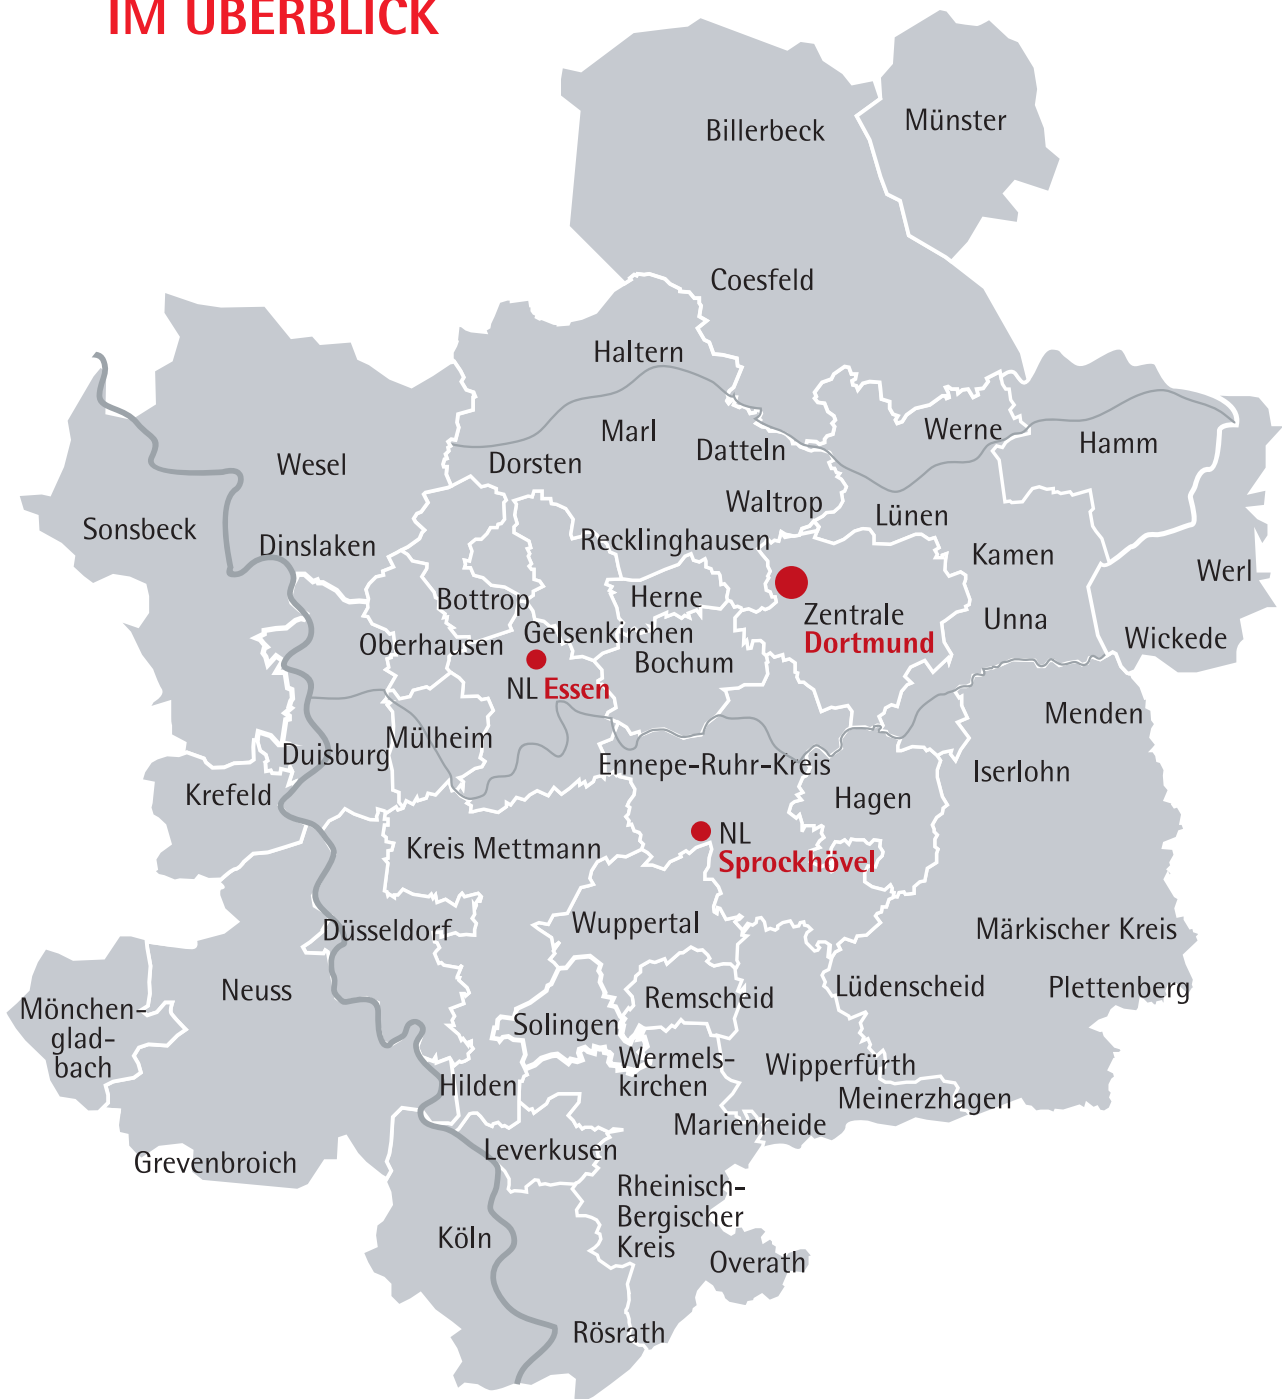 IM ÜBERBLICK
Münster
Billerbeck
Coesfeld
Haltern
Marl
Werne
Hamm
Datteln
Dorsten
Wesel
Waltrop
Lünen
Sonsbeck
Dinslaken
Recklinghausen
Kamen
Werl
Bottrop
Herne
Zentrale
Dortmund
Unna
Wickede
Oberhausen
Gelsenkirchen
Bochum
NL Essen
Menden
Mülheim
Duisburg
Ennepe-Ruhr-Kreis
Iserlohn
Krefeld
Hagen
NL
Sprockhövel
Kreis Mettmann
Wuppertal
Düsseldorf
Märkischer Kreis
Neuss
Remscheid
Lüdenscheid
Plettenberg
Mönchen-
glad-
bach
Solingen
Wermels-
kirchen
Wipperfürth
Hilden
Meinerzhagen
Marienheide
Leverkusen
Grevenbroich
Rheinisch-
Bergischer
Kreis
Köln
Overath
Rösrath